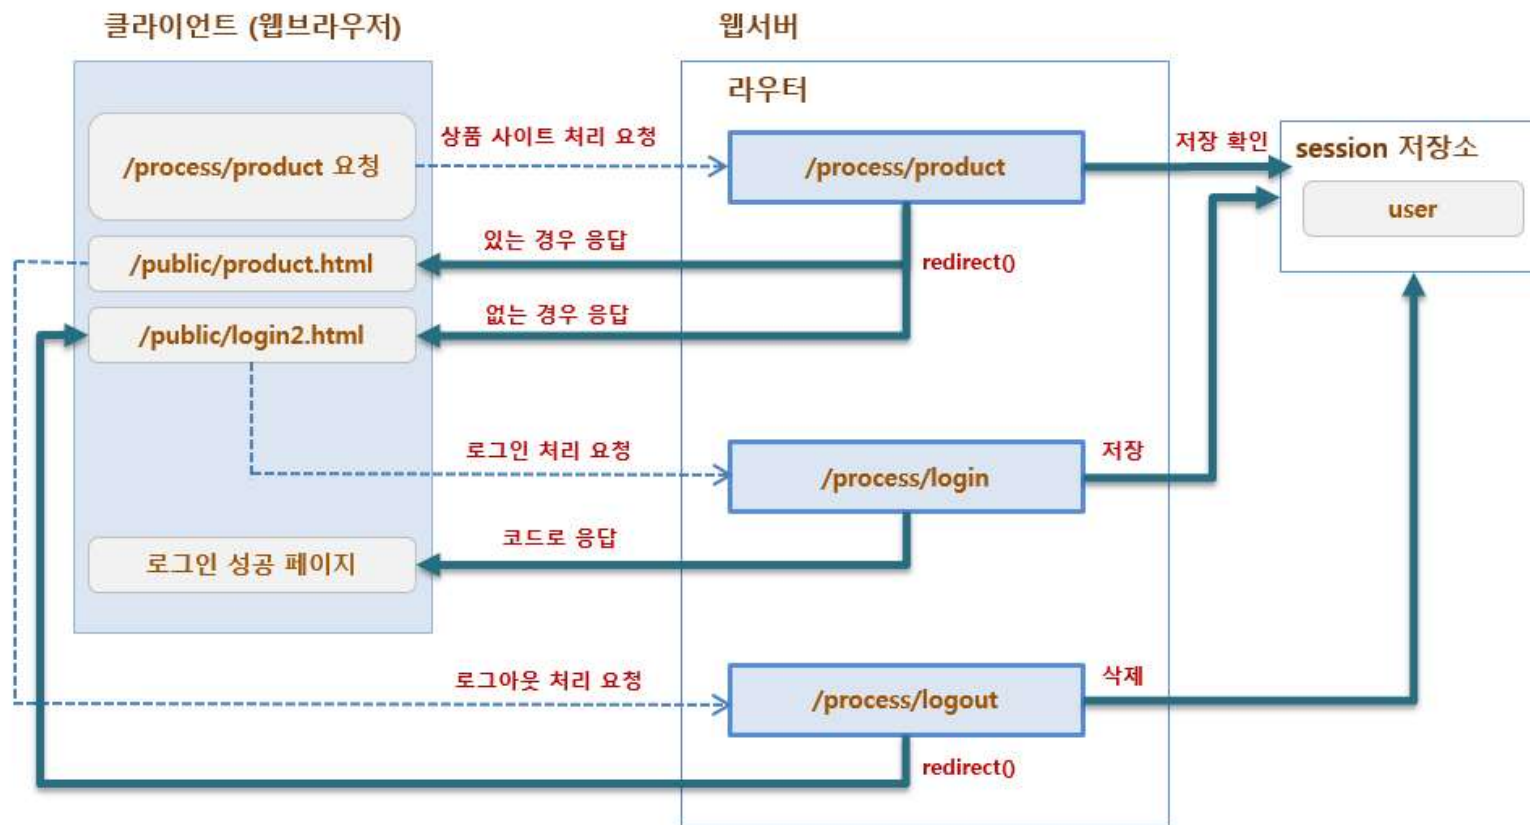 클라이언트 (웹브라우저)
웹서버
라우터
/process/product 요청
상품 사이트 처리 요청
/process/product
저장 확인
session 저장소
user
/public/product.html
있는 경우 응답
redirect()
/public/login2.html
없는 경우 응답
로그인 처리 요청
/process/login
저장
로그인 성공 페이지
코드로 응답
로그아웃 처리 요청
/process/logout
삭제
redirect()